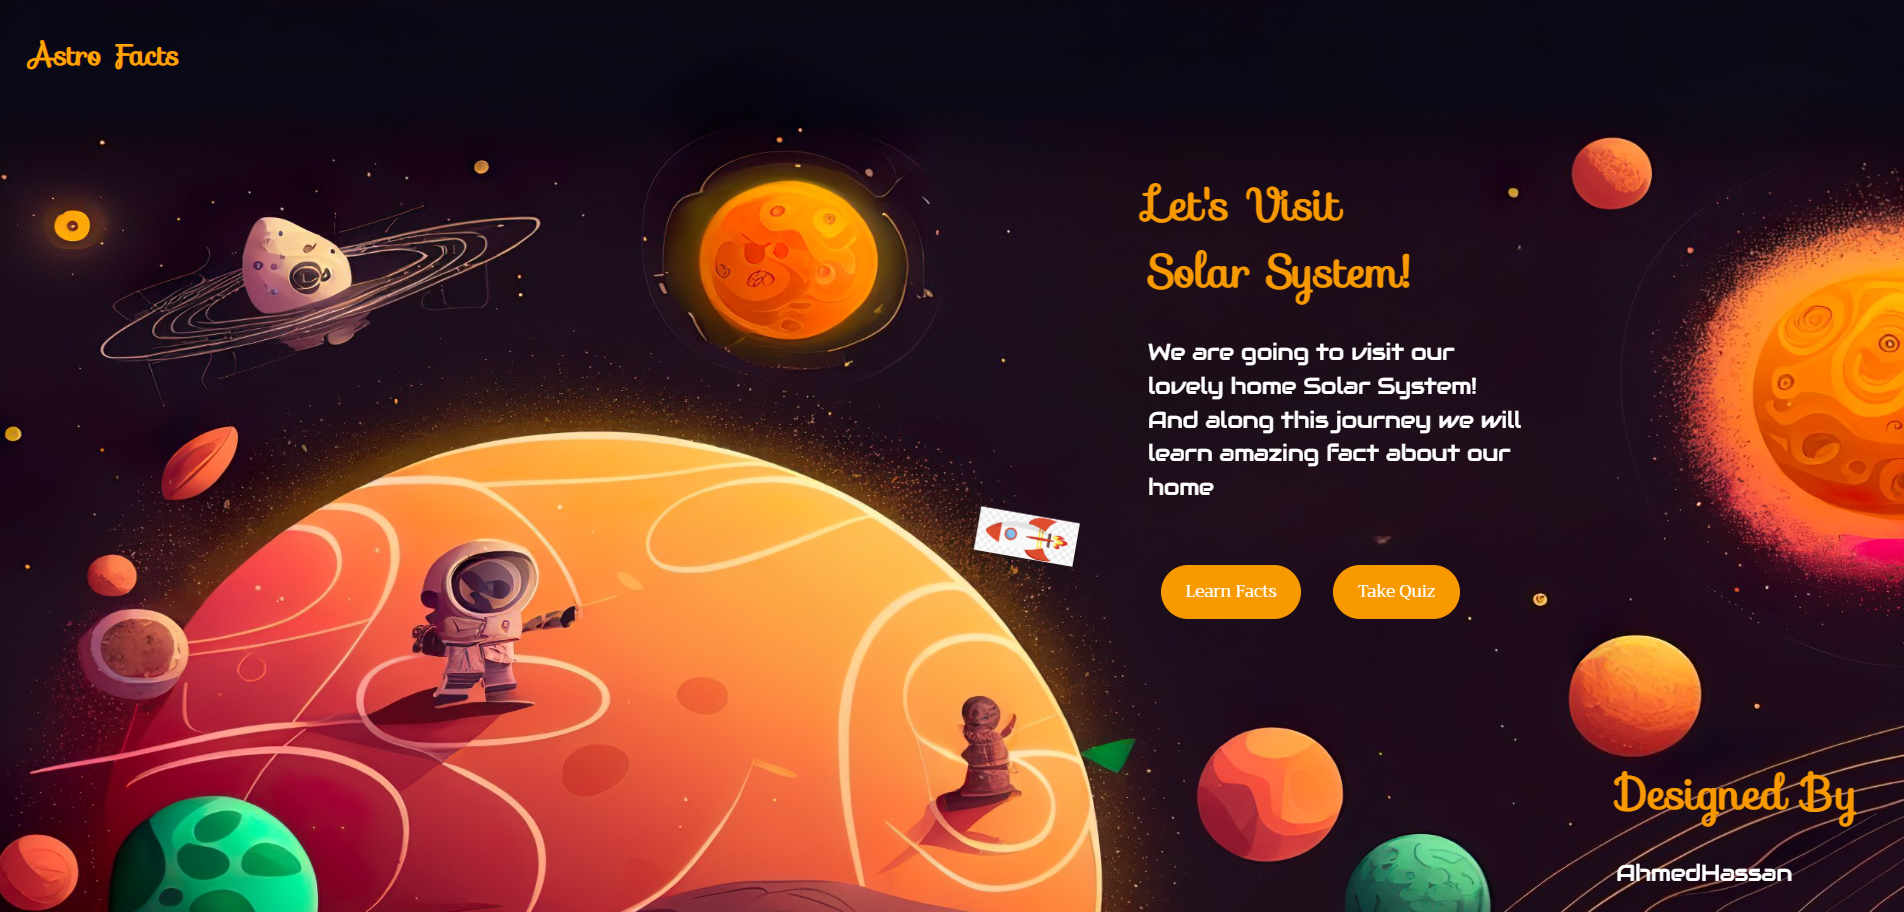 Astro Facts
Let's Visit
Solar System!
We are going to visit our
lovely home Solar System!
And along this journey we will
learn amazing fact about our
home
Learn Facts
Take Quiz
Designed By
AhmedHassan